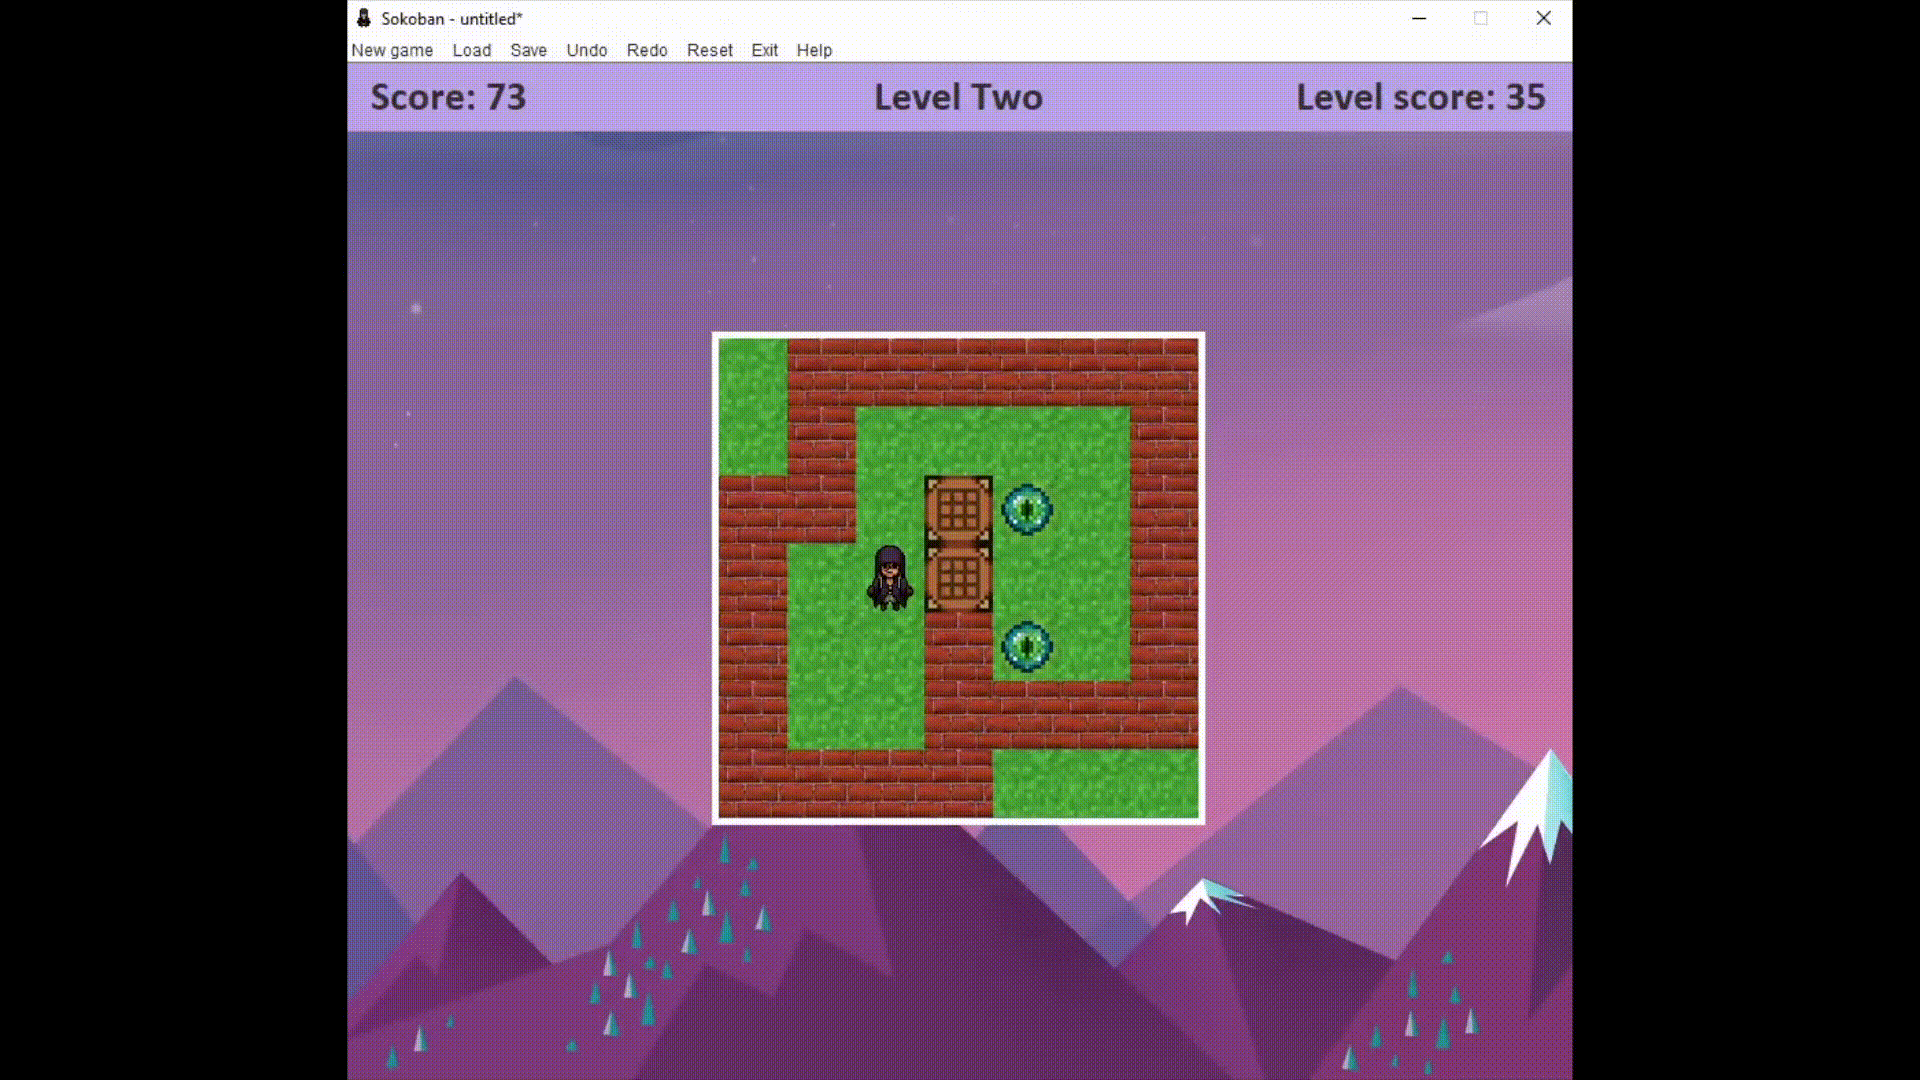 Sokoban - untitled*
New game Load Save Undo Redo Reset Exit Help
Score: 73 Level Two Level score: 35